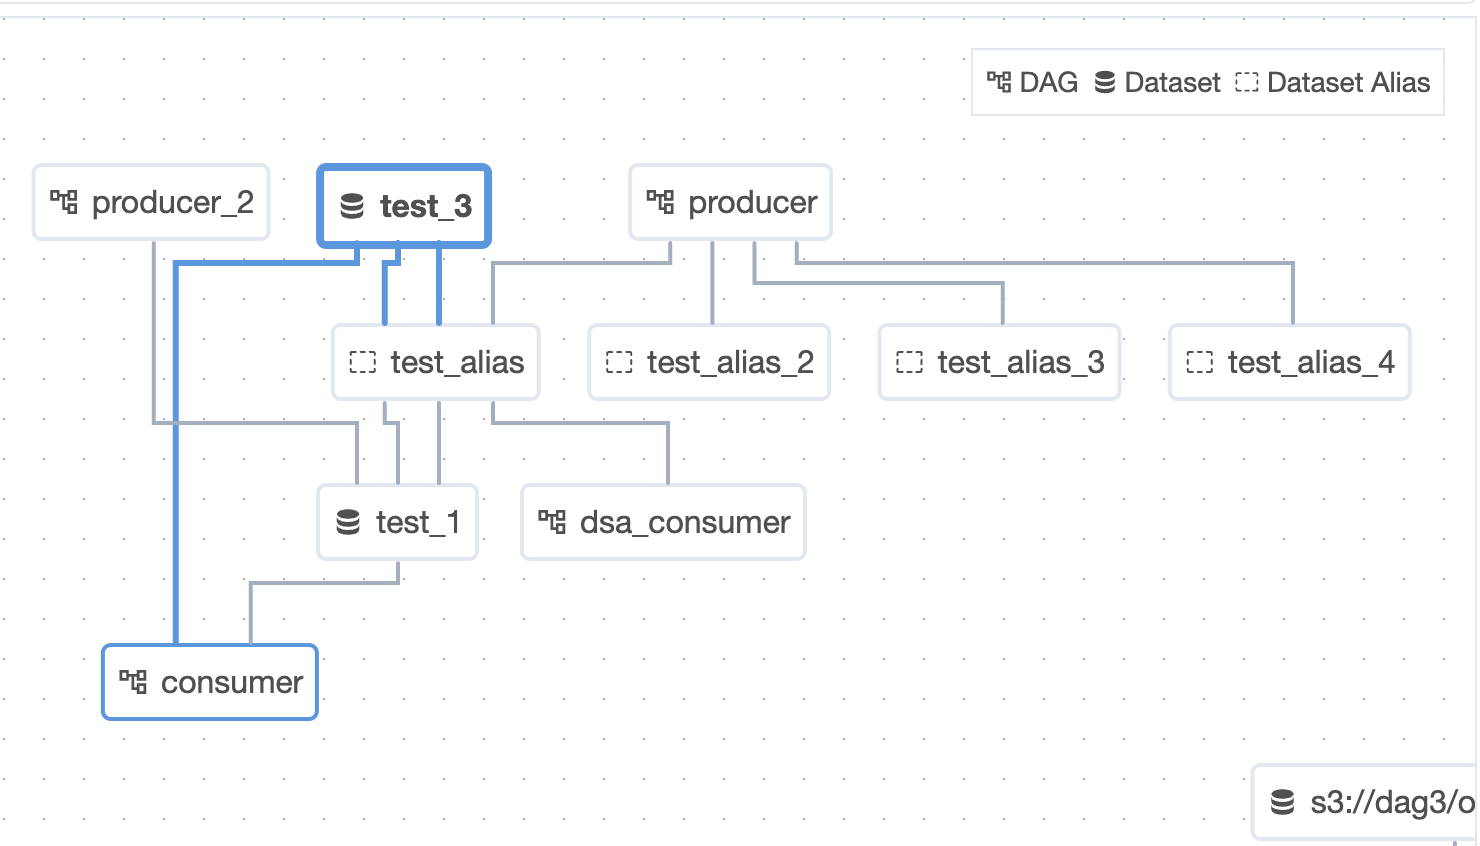 DAG Dataset Dataset Alias
producer_2
test_3
producer
test_alias
test_alias_2
test_alias_3
test_alias_4
test_1
dsa_consumer
consumer
s3://dag3/o